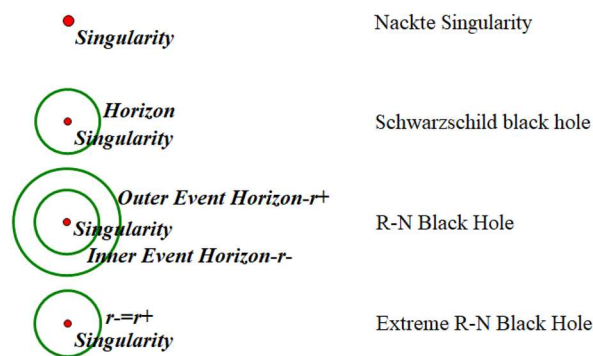 Singularity
Nackte Singularity
Horizon
Singularity
Schwarzschild black hole
Outer Event Horizon-r+
Singularity
Inner Event Horizon-r-
R-N Black Hole
r-=r+
Singularity
Extreme R-N Black Hole